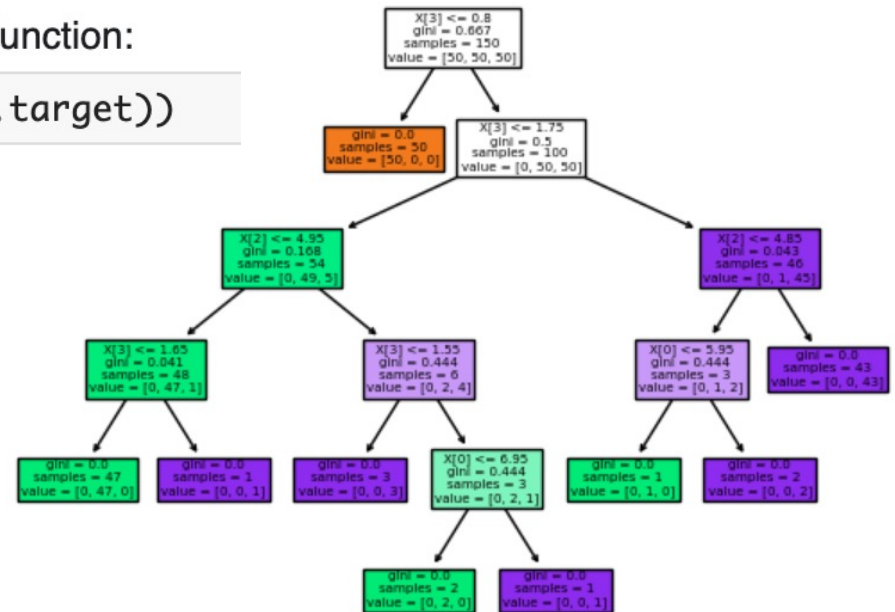 unction:
.target))
X[3] <= 0.8
gini = 0.667
samples = 150
value = [50, 50, 50]
gini = 0.0
samples = 50
value = [50, 0, 0]
X[3] <= 1.75
gini = 0.5
samples = 100
value = [0, 50, 50]
X[2] <= 4.95
gini = 0.168
samples = 54
value = [0, 49, 5]
X[2] <= 4.85
gini = 0.043
samples = 46
value = [0, 1, 45]
X[3] <= 1.65
gini = 0.041
samples = 48
value = [0, 47, 1]
X[3] <= 1.55
gini = 0.444
samples = 6
value = [0, 2, 4]
X[0] <= 5.95
gini = 0.444
samples = 3
value = [0, 1, 2]
gini = 0.0
samples = 43
value = [0, 0, 43]
gini = 0.0
samples = 47
value = [0, 47, 0]
gini = 0.0
samples = 1
value = [0, 0, 1]
gini = 0.0
samples = 3
value = [0, 0, 3]
X[0] <= 6.95
gini = 0.444
samples = 3
value = [0, 2, 1]
gini = 0.0
samples = 1
value = [0, 1, 0]
gini = 0.0
samples = 2
value = [0, 0, 2]
gini = 0.0
samples = 2
value = [0, 2, 0]
gini = 0.0
samples = 1
value = [0, 0, 1]